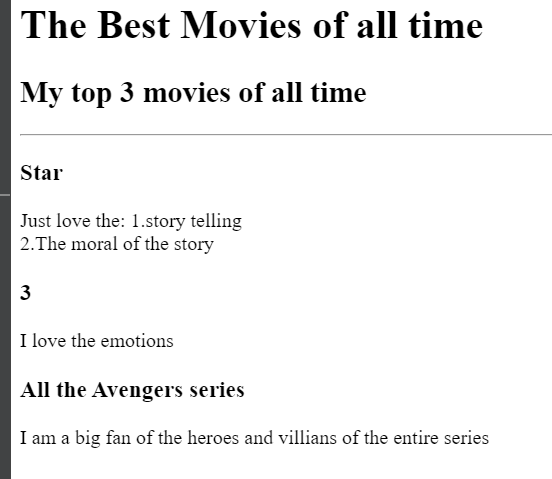 The Best Movies of all time
My top 3 movies of all time
Star
Just love the: 1.story telling
2.The moral of the story
3
I love the emotions
All the Avengers series
I am a big fan of the heroes and villians of the entire series